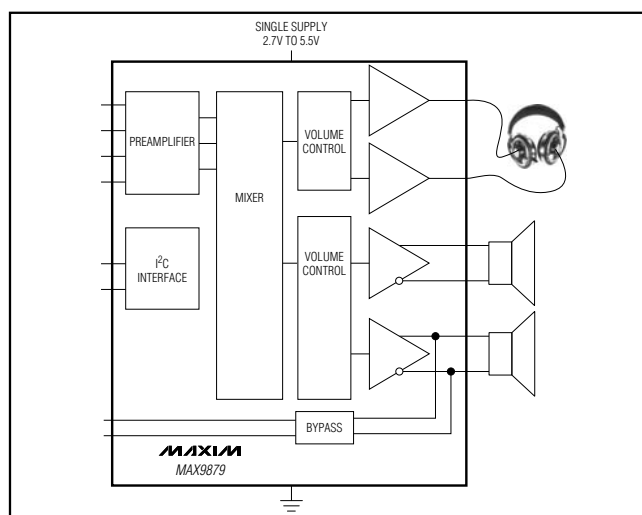 SINGLE SUPPLY
2.7V TO 5.5V
PREAMPLIFIER
MIXER
VOLUME
CONTROL
I²C
INTERFACE
VOLUME
CONTROL
BYPASS
MAXIM
MAX9879